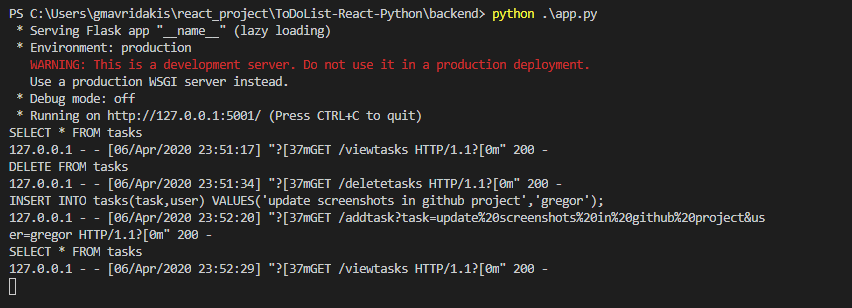 PS C:\Users\gmavridakis\react_project\ToDoList-React-Python\backend> python .\app.py
 * Serving Flask app "__name__" (lazy loading)
 * Environment: production
   WARNING: This is a development server. Do not use it in a production deployment.
   Use a production WSGI server instead.
 * Debug mode: off
 * Running on http://127.0.0.1:5001/ (Press CTRL+C to quit)
SELECT * FROM tasks
127.0.0.1 - - [06/Apr/2020 23:51:17] "?[37mGET /viewtasks HTTP/1.1?[0m" 200 -
DELETE FROM tasks
127.0.0.1 - - [06/Apr/2020 23:51:34] "?[37mGET /deletetasks HTTP/1.1?[0m" 200 -
INSERT INTO tasks(task,user) VALUES('update screenshots in github project','gregor');
127.0.0.1 - - [06/Apr/2020 23:52:20] "?[37mGET /addtask?task=update%20screenshots%20in%20github%20project&us
er=gregor HTTP/1.1?[0m" 200 -
SELECT * FROM tasks
127.0.0.1 - - [06/Apr/2020 23:52:29] "?[37mGET /viewtasks HTTP/1.1?[0m" 200 -